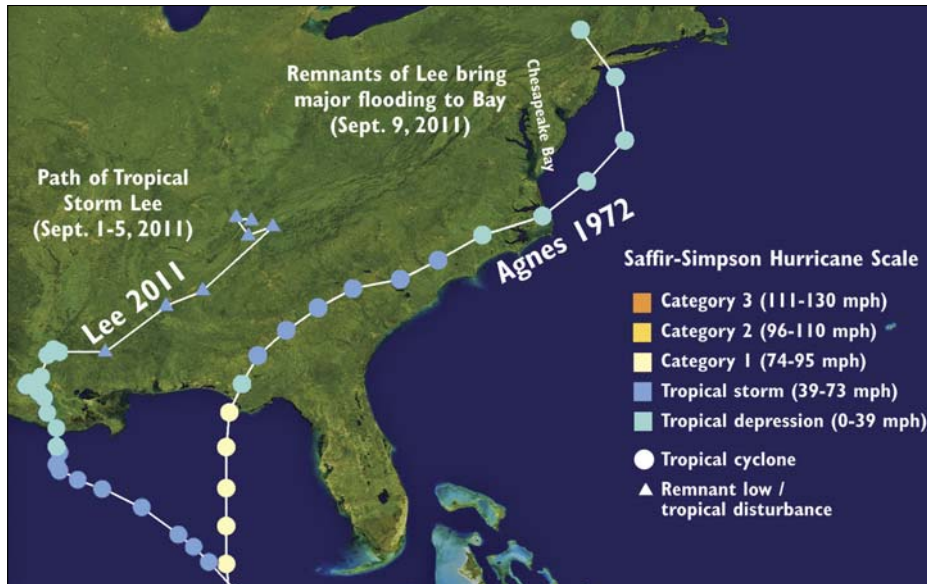 Remnants of Lee bring
major flooding to Bay
(Sept. 9, 2011)
Chesapeake Bay
Path of Tropical
Storm Lee
(Sept. 1-5, 2011)
Lee 2011
Agnes 1972
Saffir-Simpson Hurricane Scale
Category 3 (111-130 mph)
Category 2 (96-110 mph)
Category 1 (74-95 mph)
Tropical storm (39-73 mph)
Tropical depression (0-39 mph)
Tropical cyclone
Remnant low /
tropical disturbance